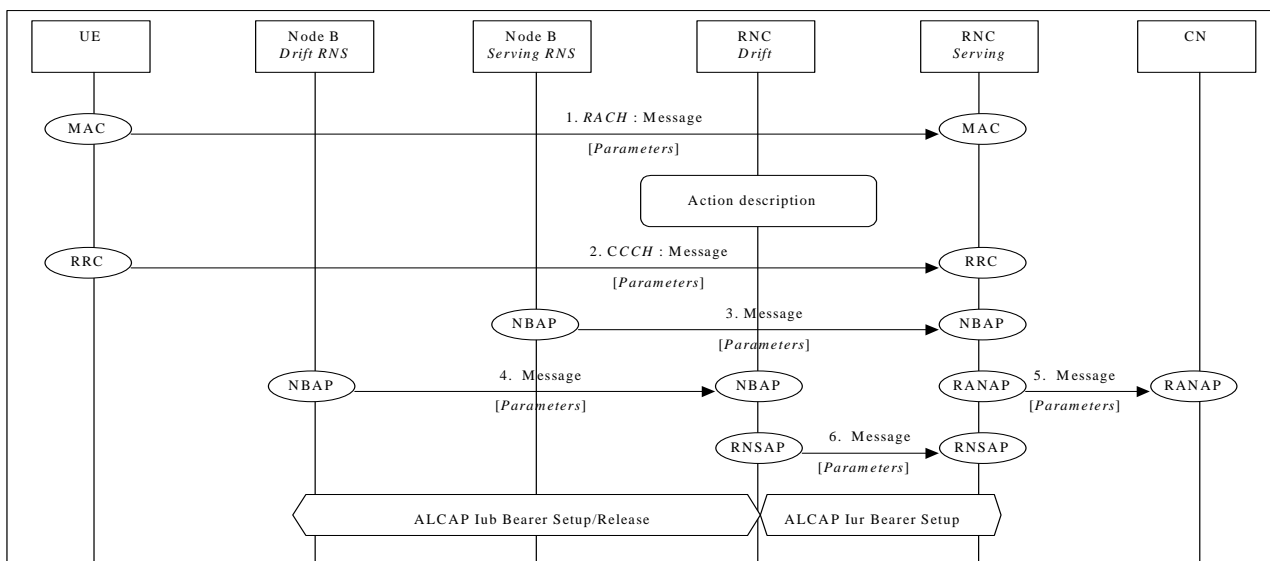 UE
Node B
Drift RNS
Node B
Serving RNS
RNC
Drift
RNC
Serving
CN
1. RACH : Message
MAC
MAC
[Parameters]
Action description
2. CCCH : Message
RRC
RRC
[Parameters]
3. Message
NBAP
NBAP
[Parameters]
4. Message
5. Message
NBAP
NBAP
RANAP
RANAP
[Parameters]
[Parameters]
6. Message
RNSAP
RNSAP
[Parameters]
ALCAP Iub Bearer Setup/Release
ALCAP Iur Bearer Setup